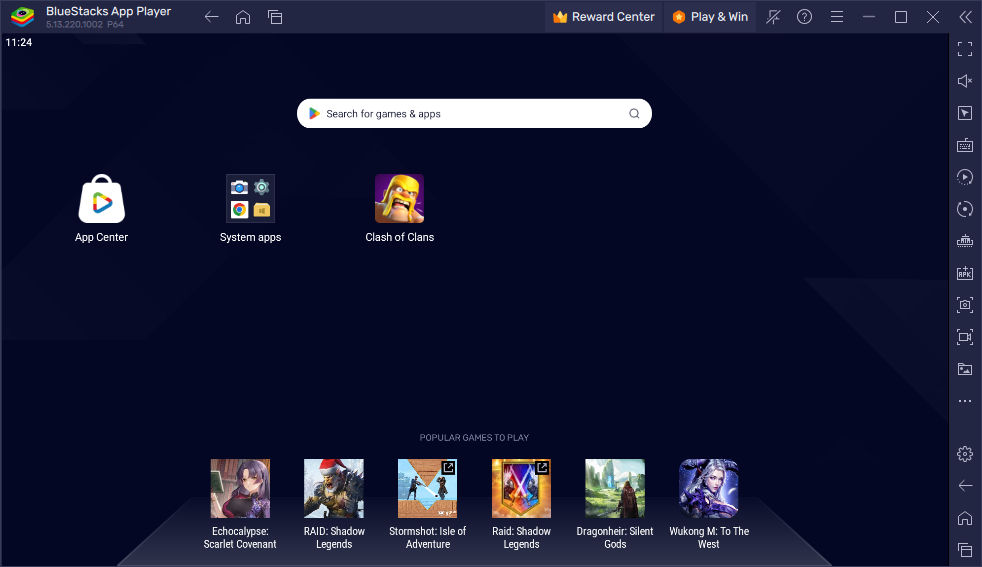 BlueStacks App Player
5.13.220.1002 P64
Reward Center
Play & Win
11:24
Search for games & apps
App Center
System apps
Clash of Clans
APK
POPULAR GAMES TO PLAY
Echocalypse:
Scarlet Covenant
RAID: Shadow
Legends
Stormshot: Isle of
Adventure
Raid: Shadow
Legends
Dragonheir: Silent
Gods
Wukong M: To The
West